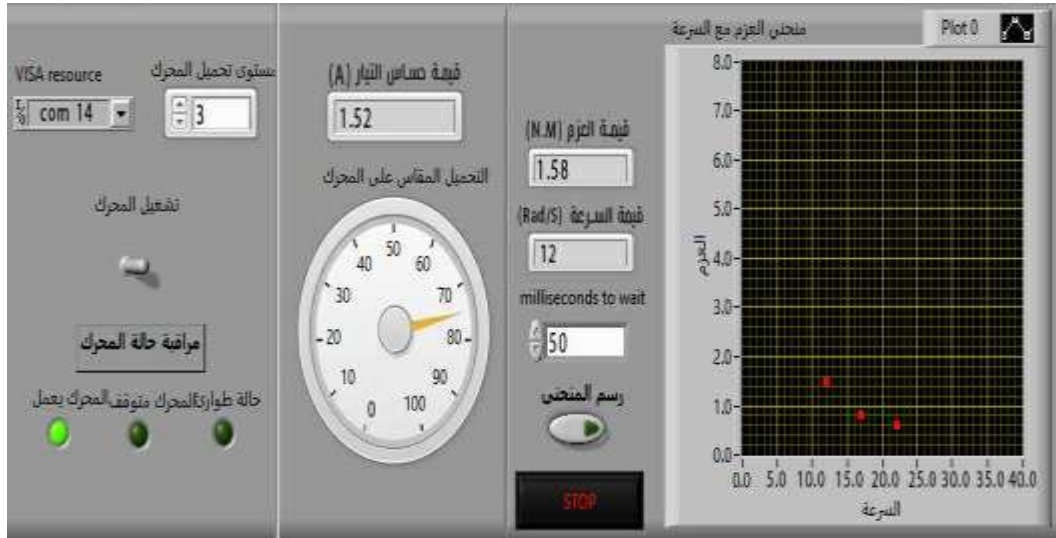 VISA resource
com 14
مستوى تحميل المحرك
3
تشغيل المحرك
مراقبة حالة المحرك
المحرك يعمل
المحرك متوقف
حالة طوارئ
قيمة حساس التيار (A)
1.52
التحميل المقاس على المحرك
0
10
20
30
40
50
60
70
80
90
100
قيمة العزم (N.M)
1.58
قيمة السرعة (Rad/S)
12
milliseconds to wait
50
رسم المنحنى
STOP
منحني العزم مع السرعة
Plot 0
العزم
8.0
7.0
6.0
5.0
4.0
3.0
2.0
1.0
0.0
0.0 5.0 10.0 15.0 20.0 25.0 30.0 35.0 40.0
السرعة